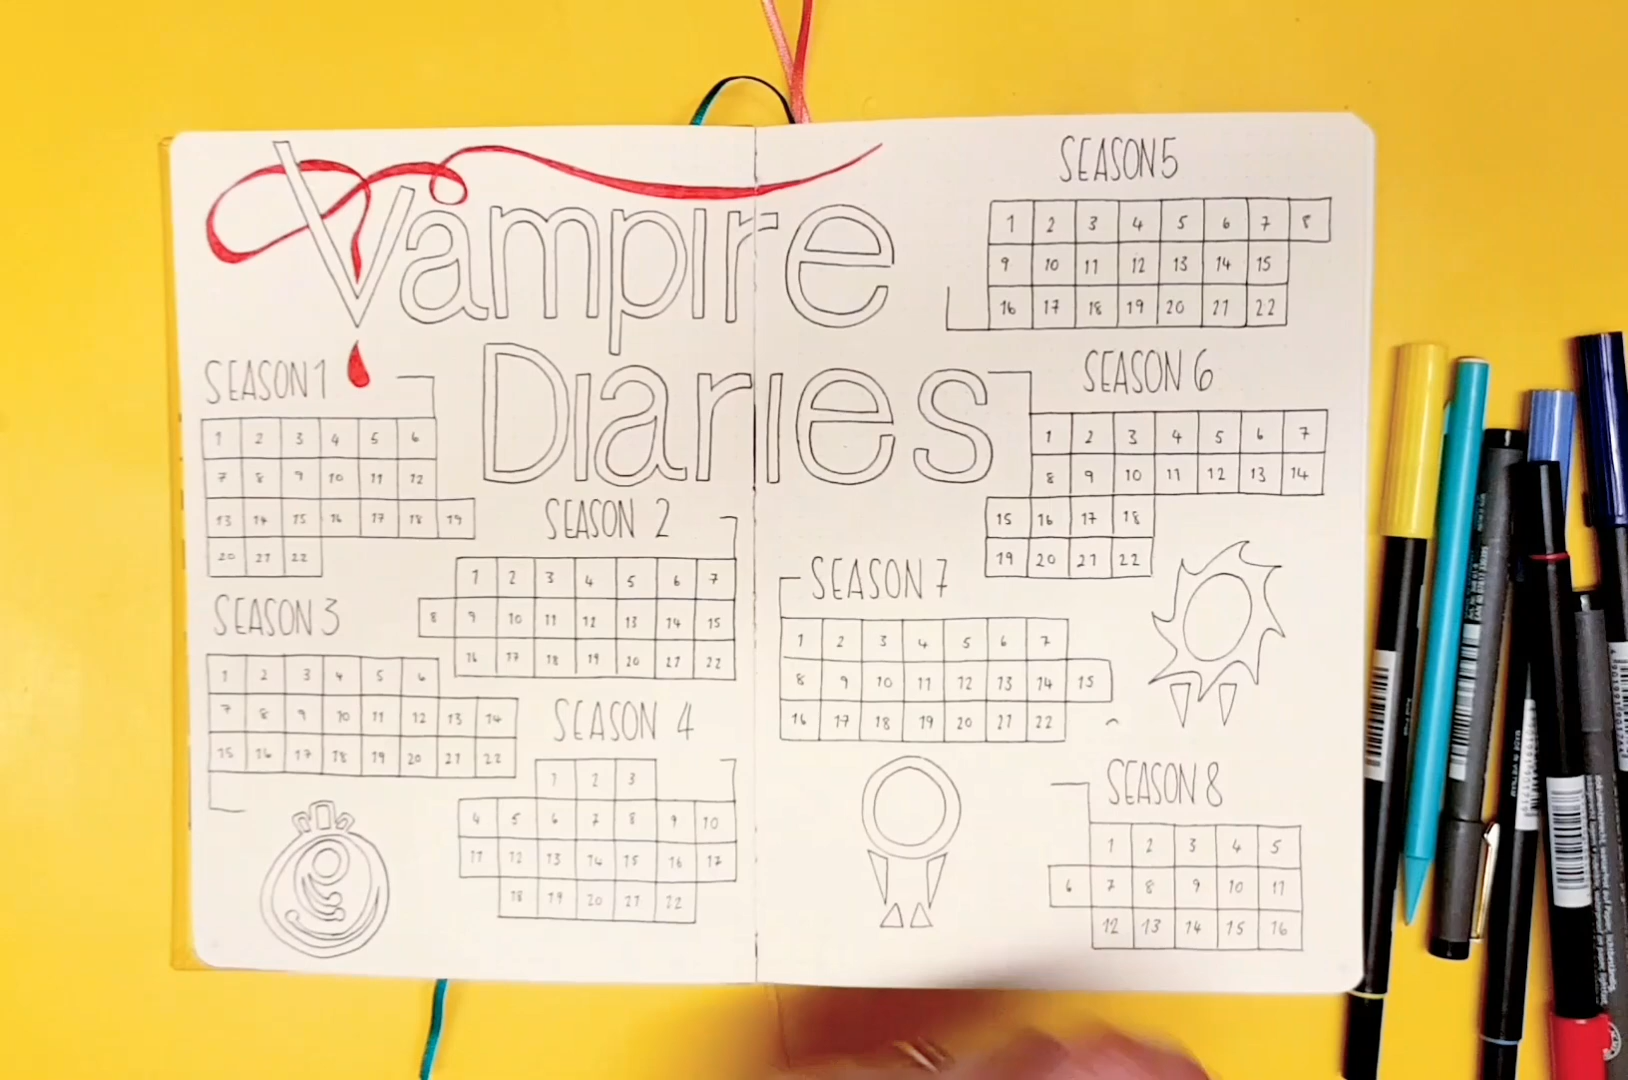 Vampire
Diaries
SEASON 1
1 2 3 4 5 6
7 8 9 10 11 12
13 14 15 16 17 18 19
20 21 22
SEASON 2
1 2 3 4 5 6 7
8 9 10 11 12 13 14 15
16 17 18 19 20 21 22
SEASON 3
1 2 3 4 5 6
7 8 9 10 11 12 13 14
15 16 17 18 19 20 21 22
SEASON 4
1 2 3
4 5 6 7 8 9 10
11 12 13 14 15 16 17
18 19 20 21 22
SEASON 5
1 2 3 4 5 6 7 8
9 10 11 12 13 14 15
16 17 18 19 20 21 22
SEASON 6
1 2 3 4 5 6 7
8 9 10 11 12 13 14
15 16 17 18
19 20 21 22
SEASON 7
1 2 3 4 5 6 7
8 9 10 11 12 13 14 15
16 17 18 19 20 21 22
SEASON 8
1 2 3 4 5
6 7 8 9 10 11
12 13 14 15 16